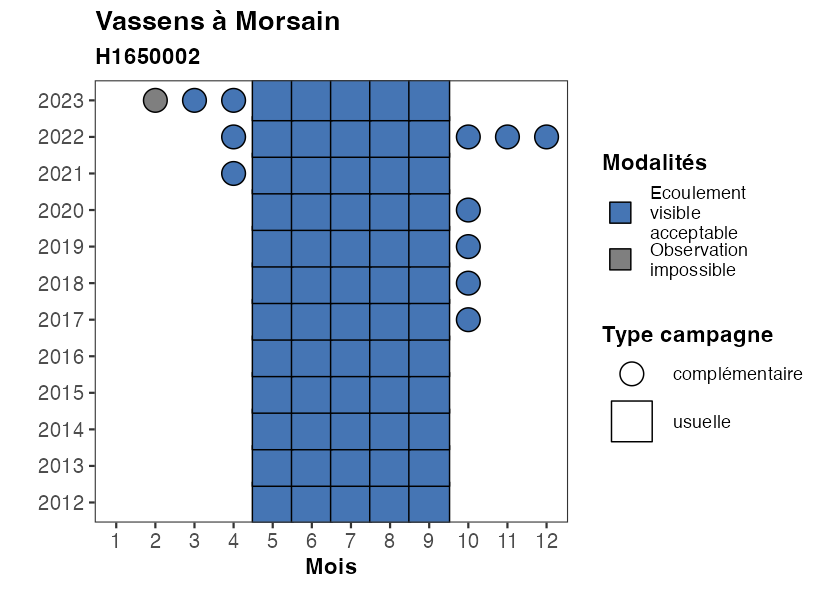 Vassens à Morsain
H1650002
2023
2022
2021
2020
2019
2018
2017
2016
2015
2014
2013
2012
1 2 3 4 5 6 7 8 9 10 11 12
Mois
Modalités
Ecoulement
visible
acceptable
Observation
impossible
Type campagne
complémentaire
usuelle